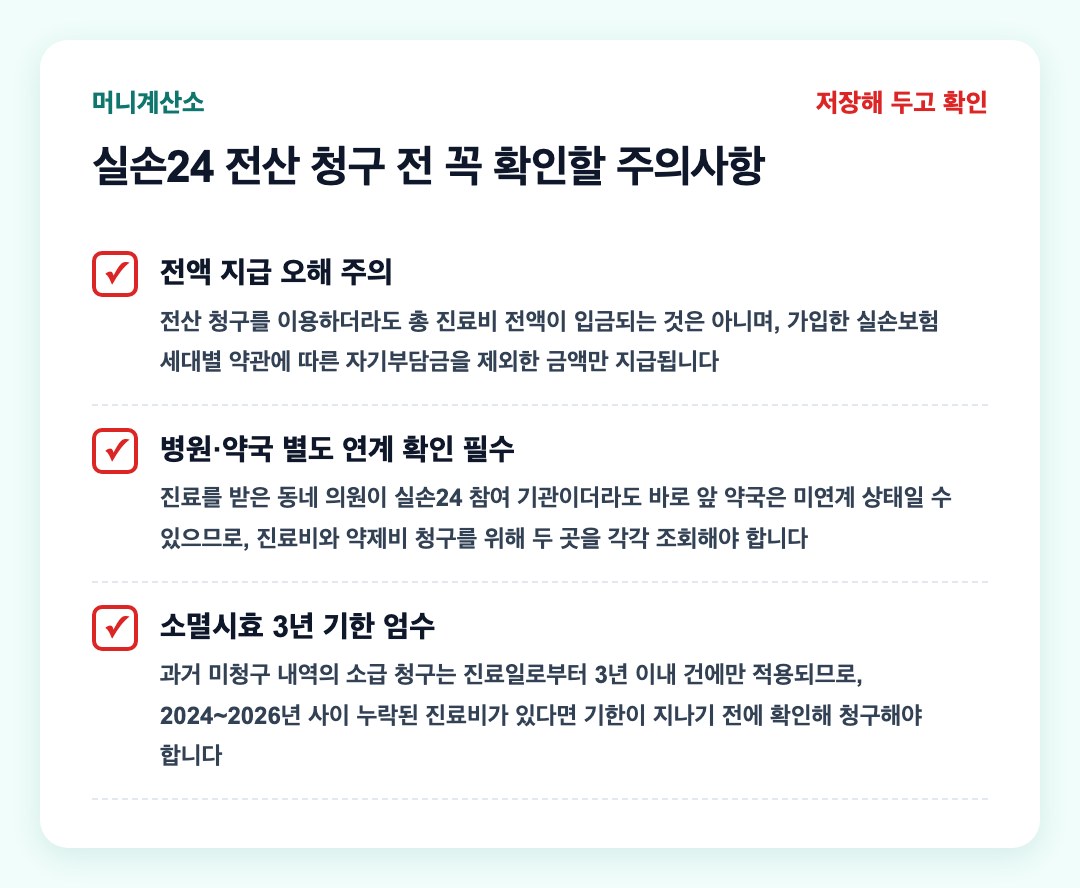 머니계산소
저장해 두고 확인
실손24 전산 청구 전 꼭 확인할 주의사항
전액 지급 오해 주의
전산 청구를 이용하더라도 총 진료비 전액이 입금되는 것은 아니며, 가입한 실손보험
세대별 약관에 따른 자기부담금을 제외한 금액만 지급됩니다
병원·약국 별도 연계 확인 필수
진료를 받은 동네 의원이 실손24 참여 기관이더라도 바로 앞 약국은 미연계 상태일 수
있으므로, 진료비와 약제비 청구를 위해 두 곳을 각각 조회해야 합니다
소멸시효 3년 기한 엄수
과거 미청구 내역의 소급 청구는 진료일로부터 3년 이내 건에만 적용되므로,
2024~2026년 사이 누락된 진료비가 있다면 기한이 지나기 전에 확인해 청구해야
합니다